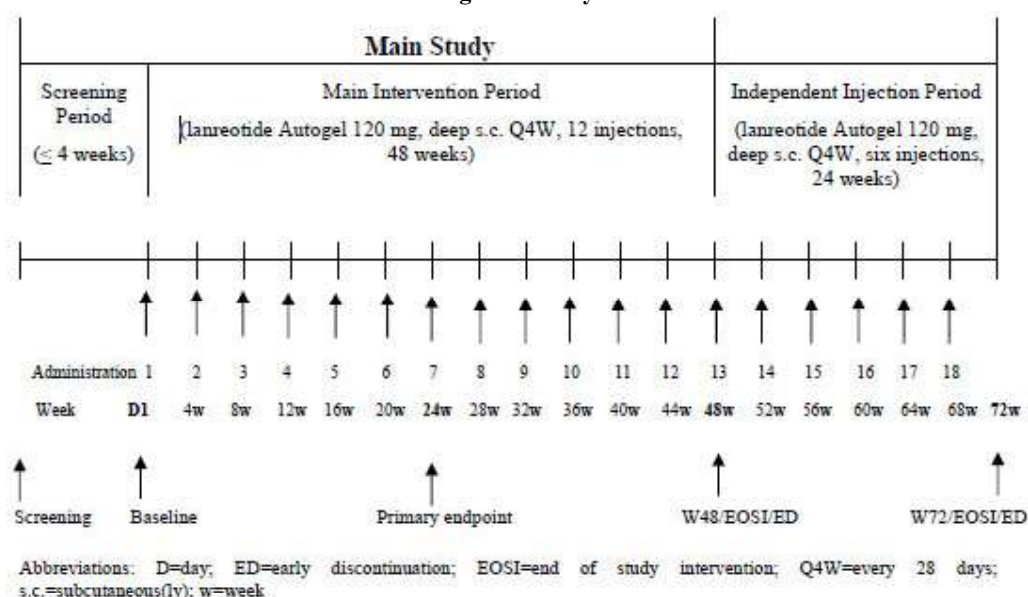 Main Study
Screening
Period
(≤ 4 weeks)
Main Intervention Period
(lanreotide Autogel 120 mg, deep s.c. Q4W, 12 injections,
48 weeks)
Independent Injection Period
(lanreotide Autogel 120 mg,
deep s.c. Q4W, six injections,
24 weeks)
Administration 1 2 3 4 5 6 7 8 9 10 11 12 13 14 15 16 17 18
Week D1 4w 8w 12w 16w 20w 24w 28w 32w 36w 40w 44w 48w 52w 56w 60w 64w 68w 72w
Screening Baseline Primary endpoint W48/EOSI/ED W72/EOSI/ED
Abbreviations: D=day; ED=early discontinuation; EOSI=end of study intervention; Q4W=every 28 days;
s.c.=subcutaneous(ly); w=week